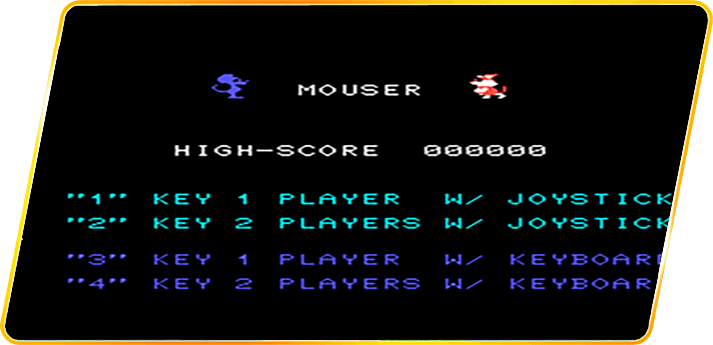 MOUSER
HIGH-SCORE 000000
"1" KEY 1 PLAYER W/ JOYSTICK
"2" KEY 2 PLAYERS W/ JOYSTICK
"3" KEY 1 PLAYER W/ KEYBOARD
"4" KEY 2 PLAYERS W/ KEYBOAR